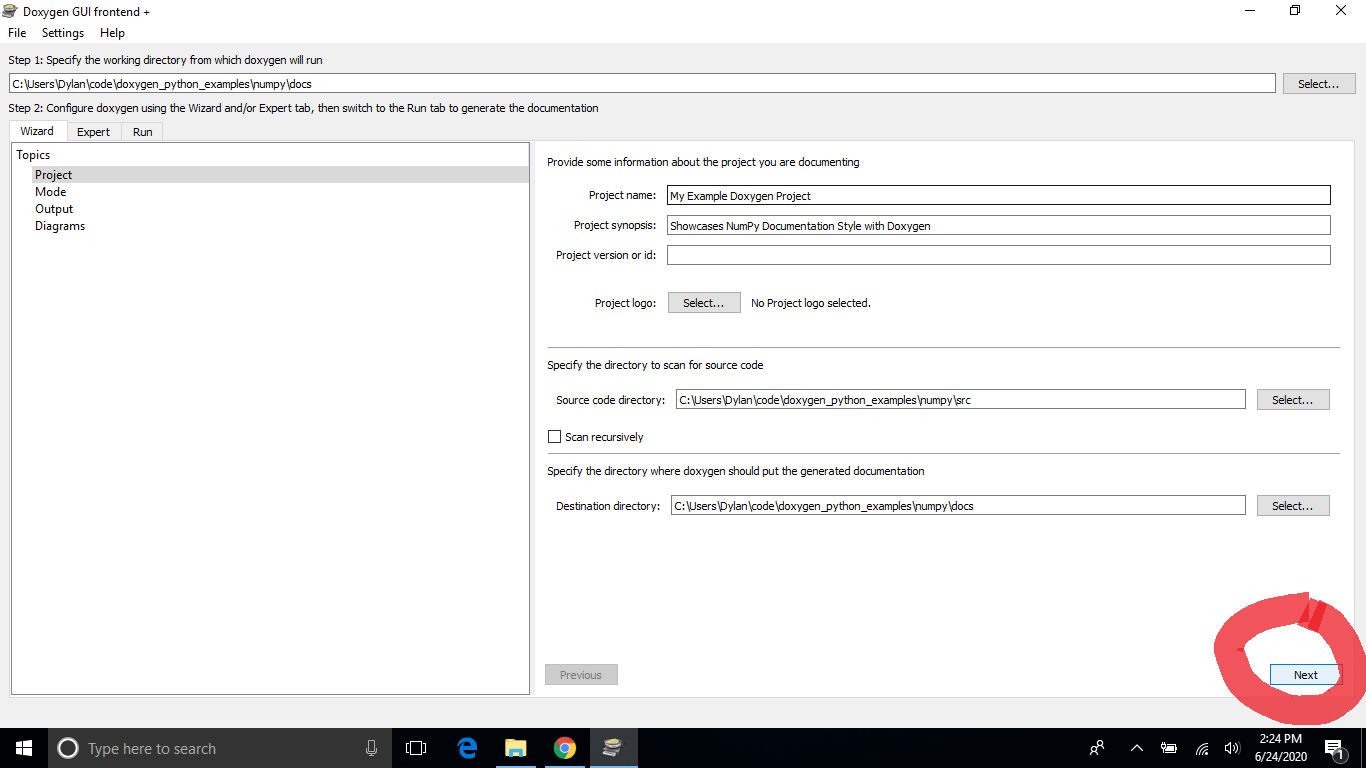 Doxygen GUI frontend +
File Settings Help
Step 1: Specify the working directory from which doxygen will run
C:\Users\Dylan\code\doxygen_python_examples\numpy\docs Select...
Step 2: Configure doxygen using the Wizard and/or Expert tab, then switch to the Run tab to generate the documentation
Wizard Expert Run
Topics
Project
Mode
Output
Diagrams
Provide some information about the project you are documenting
Project name: My Example Doxygen Project
Project synopsis: Showcases NumPy Documentation Style with Doxygen
Project version or id:
Project logo: Select... No Project logo selected.
Specify the directory to scan for source code
Source code directory: C:\Users\Dylan\code\doxygen_python_examples\numpy\src Select...
Scan recursively
Specify the directory where doxygen should put the generated documentation
Destination directory: C:\Users\Dylan\code\doxygen_python_examples\numpy\docs Select...
Previous Next
Type here to search
2:24 PM
6/24/2020
1